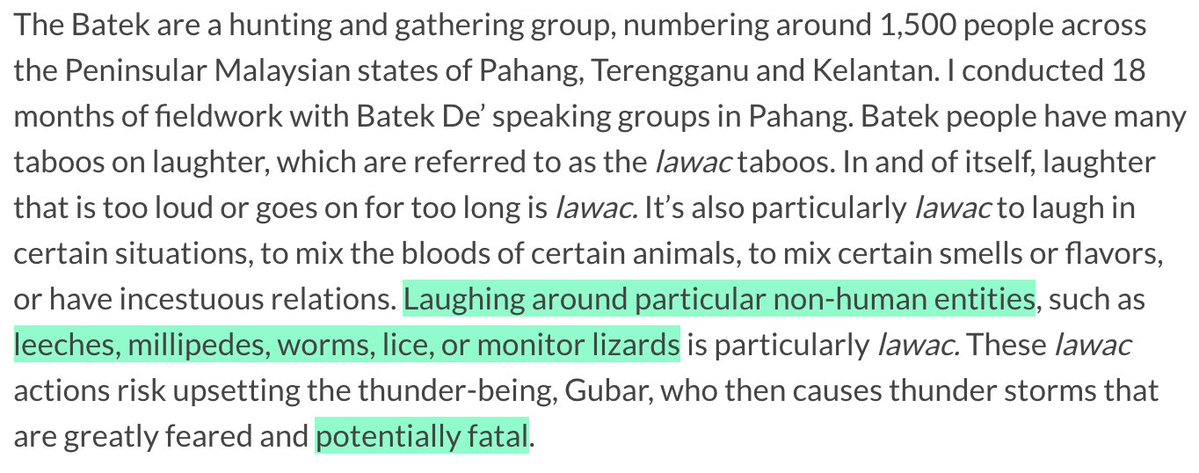 The Batek are a hunting and gathering group, numbering around 1,500 people across
the Peninsular Malaysian states of Pahang, Terengganu and Kelantan. I conducted 18
months of fieldwork with Batek De’ speaking groups in Pahang. Batek people have many
taboos on laughter, which are referred to as the lawac taboos. In and of itself, laughter
that is too loud or goes on for too long is lawac. It’s also particularly lawac to laugh in
certain situations, to mix the bloods of certain animals, to mix certain smells or flavors,
or have incestuous relations. Laughing around particular non-human entities, such as
leeches, millipedes, worms, lice, or monitor lizards is particularly lawac. These lawac
actions risk upsetting the thunder-being, Gubar, who then causes thunder storms that
are greatly feared and potentially fatal.